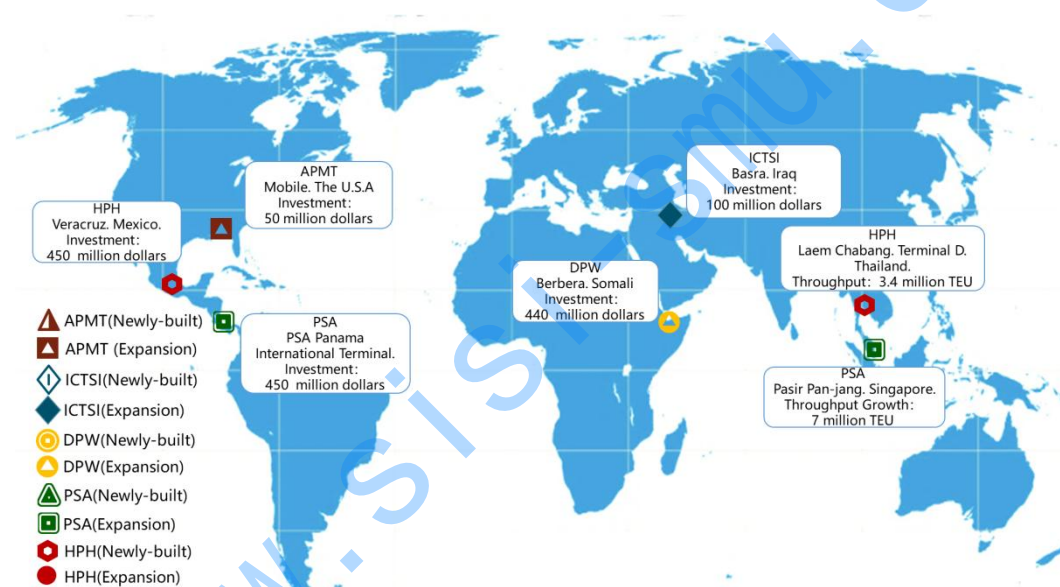 APMT
Mobile. The U.S.A
Investment:
50 million dollars
HPH
Veracruz. Mexico.
Investment:
450 million dollars
PSA
PSA Panama
International Terminal.
Investment:
450 million dollars
DPW
Berbera. Somali
Investment:
440 million dollars
ICTSI
Basra. Iraq
Investment:
100 million dollars
HPH
Laem Chabang. Terminal D.
Thailand.
Throughput: 3.4 million TEU
PSA
Pasir Pan-jang. Singapore.
Throughput Growth:
7 million TEU
APMT(Newly-built)
APMT (Expansion)
ICTSI(Newly-built)
ICTSI(Expansion)
DPW(Newly-built)
DPW(Expansion)
PSA(Newly-built)
PSA(Expansion)
HPH(Newly-built)
HPH(Expansion)
w.sisi-smu.